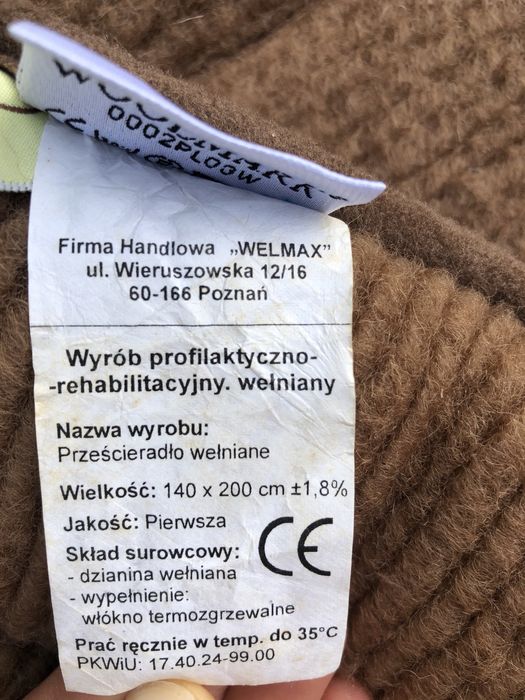 0002PL00W
Firma Handlowa „WELMAX”
ul. Wieruszowska 12/16
60-166 Poznań
Wyrób profilaktyczno-
-rehabilitacyjny. wełniany
Nazwa wyrobu:
Prześcieradło wełniane
Wielkość: 140 x 200 cm ±1,8%
Jakość: Pierwsza
Skład surowcowy:
- dzianina wełniana
- wypełnienie:
włókno termozgrzewalne
CE
Prać ręcznie w temp. do 35°C
PKWiU: 17.40.24-99.00